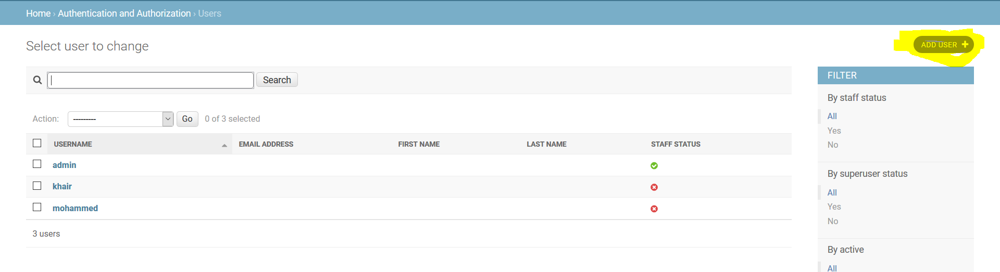 Home › Authentication and Authorization › Users
Select user to change
ADD USER +
Search
Action: --------- Go 0 of 3 selected
USERNAME EMAIL ADDRESS FIRST NAME LAST NAME STAFF STATUS
admin
khair
mohammed
3 users
FILTER
By staff status
All
Yes
No
By superuser status
All
Yes
No
By active
All